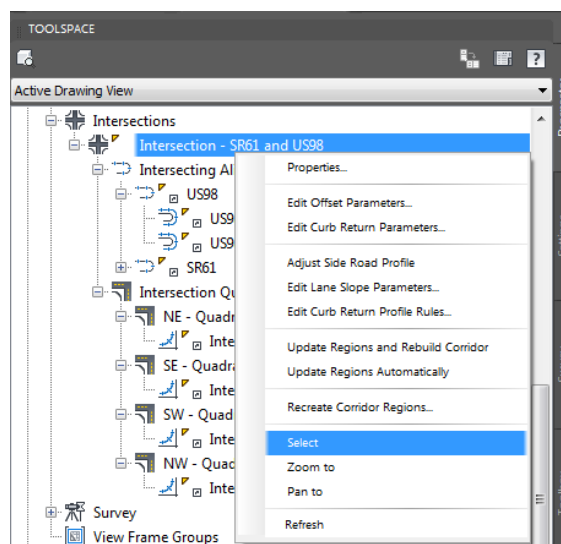 TOOLSPACE
Active Drawing View
Intersections
Intersection - SR61 and US98
Intersecting Al
US98
US9
US9
SR61
Intersection Qu
NE - Quadr
Inte
SE - Quadra
Inte
SW - Quad
Inte
NW - Quac
Inte
Survey
View Frame Groups
Properties...
Edit Offset Parameters...
Edit Curb Return Parameters...
Adjust Side Road Profile
Edit Lane Slope Parameters...
Edit Curb Return Profile Rules...
Update Regions and Rebuild Corridor
Update Regions Automatically
Recreate Corridor Regions...
Select
Zoom to
Pan to
Refresh